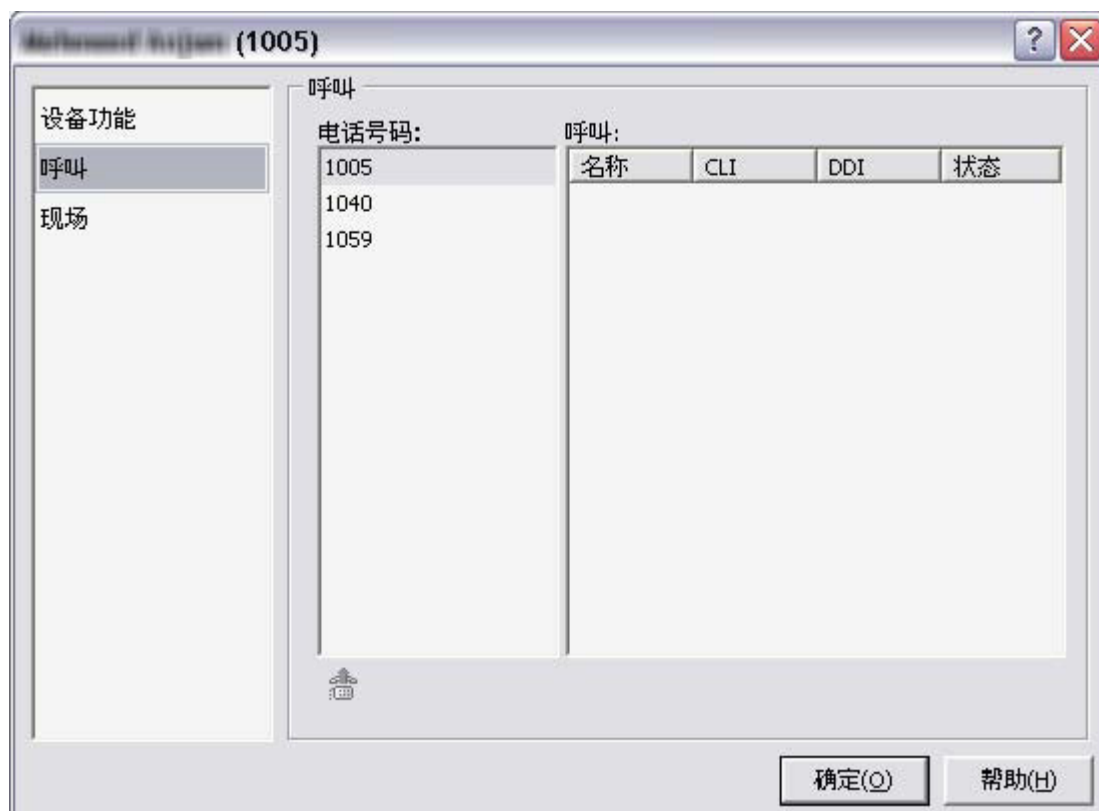 (1005)
设备功能
呼叫
现场
呼叫
电话号码:
1005
1040
1059
呼叫:
名称 CLI DDI 状态
确定(O) 帮助(H)